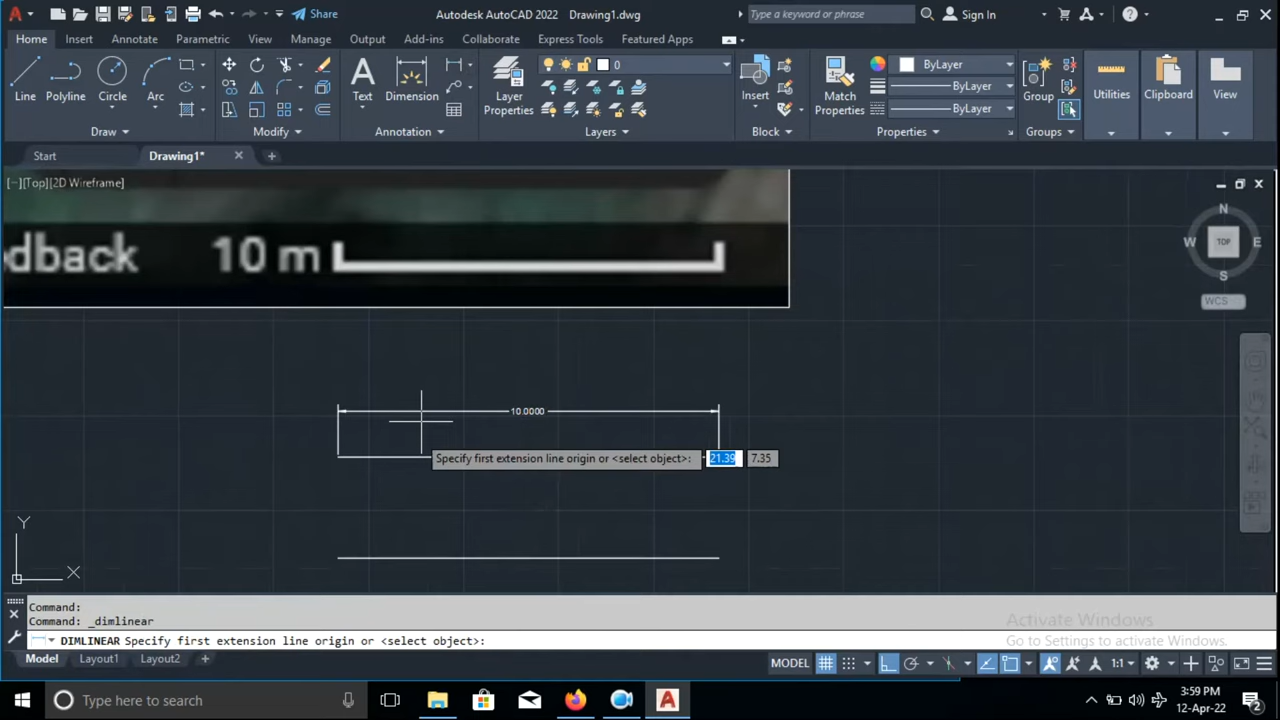 Share
Autodesk AutoCAD 2022 Drawing1.dwg
Type a keyword or phrase
Sign In
Home Insert Annotate Parametric View Manage Output Add-ins Collaborate Express Tools Featured Apps
0
ByLayer
ByLayer
ByLayer
Line Polyline Circle Arc
Text Dimension
Layer Properties
Insert
Match Properties
Group
Utilities Clipboard View
Draw Modify Annotation Layers Block Properties Groups
Start Drawing1*
[−][Top][2D Wireframe]
N
W TOP E
S
WCS
dback 10 m
10.0000
Specify first extension line origin or <select object>: 21.39 7.35
Y
X
Command:
Command: _dimlinear
DIMLINEAR Specify first extension line origin or <select object>:
Activate Windows
Go to Settings to activate Windows.
Model Layout1 Layout2 +
MODEL 1:1
Type here to search
3:59 PM
12-Apr-22
2